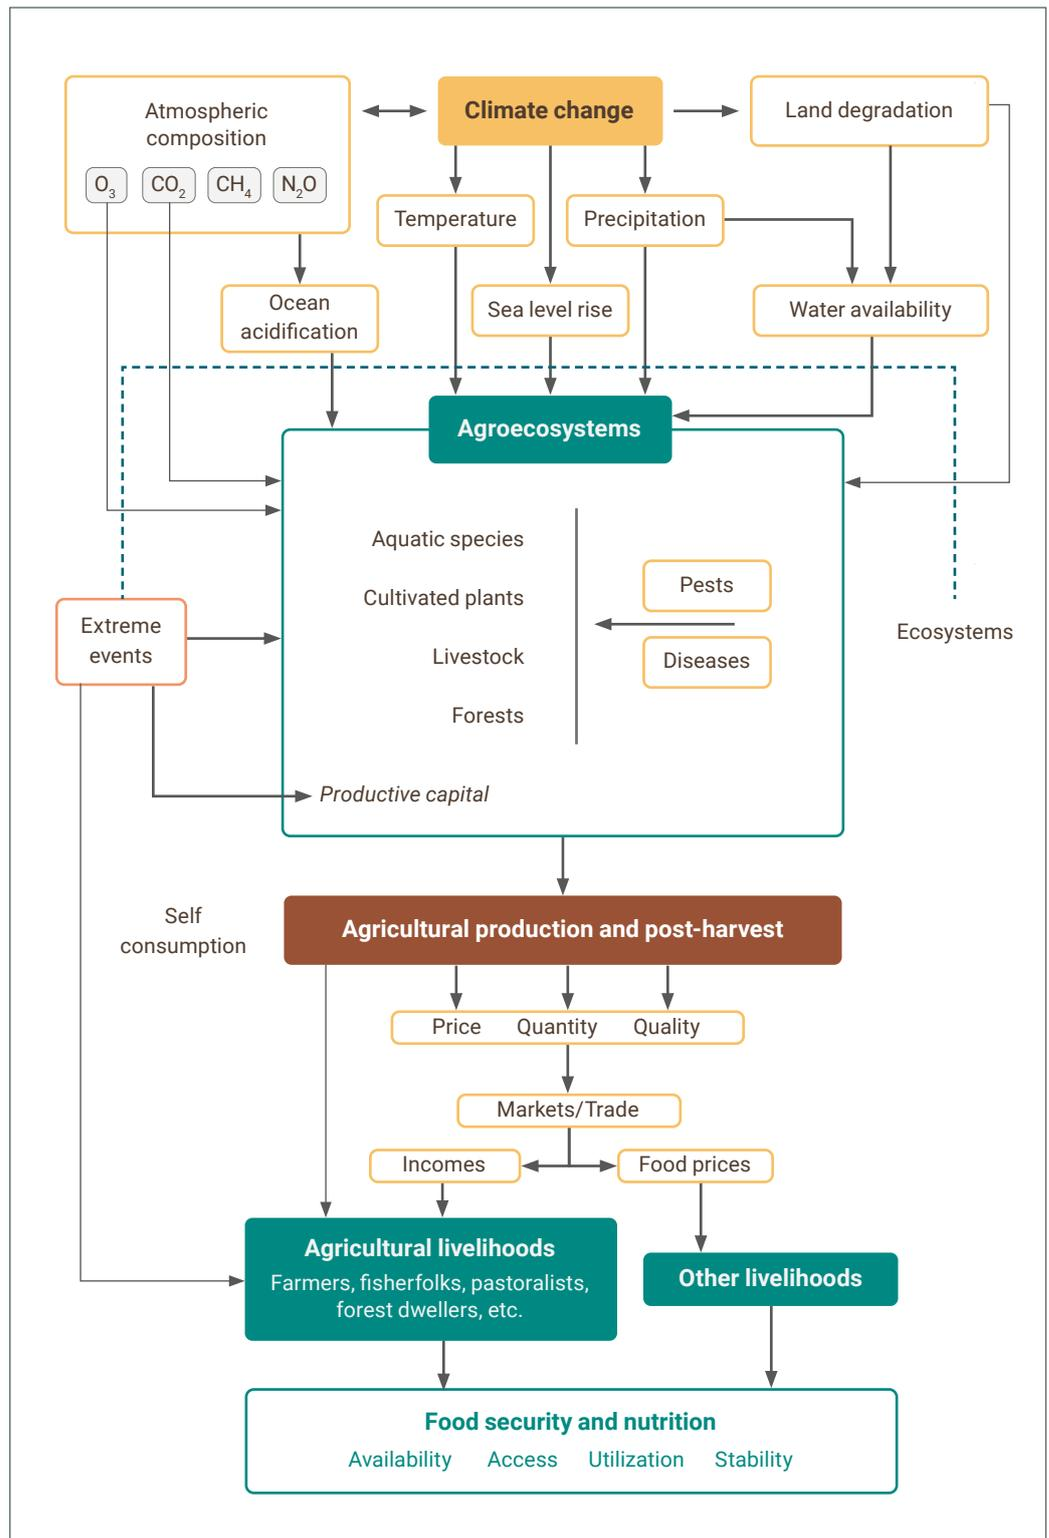 Atmospheric
composition
O3 CO2 CH4 N2O
Climate change
Land degradation
Temperature
Precipitation
Ocean
acidification
Sea level rise
Water availability
Agroecosystems
Aquatic species
Cultivated plants
Livestock
Forests
Pests
Diseases
Extreme
events
Ecosystems
Productive capital
Self
consumption
Agricultural production and post-harvest
Price Quantity Quality
Markets/Trade
Incomes
Food prices
Agricultural livelihoods
Farmers, fisherfolks, pastoralists,
forest dwellers, etc.
Other livelihoods
Food security and nutrition
Availability Access Utilization Stability